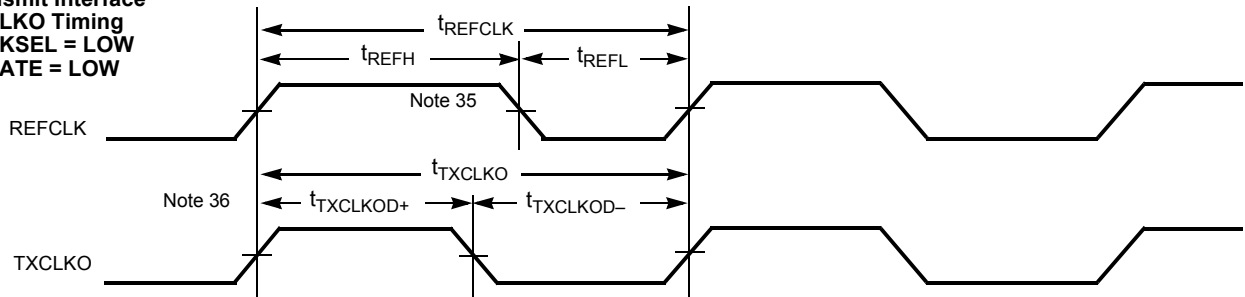 LKO Timing
KSEL = LOW
ATE = LOW
tREFCLK
tREFH
tREFL
Note 35
REFCLK
tTXCLKO
Note 36
tTXCLKOD+
tTXCLKOD–
TXCLKO